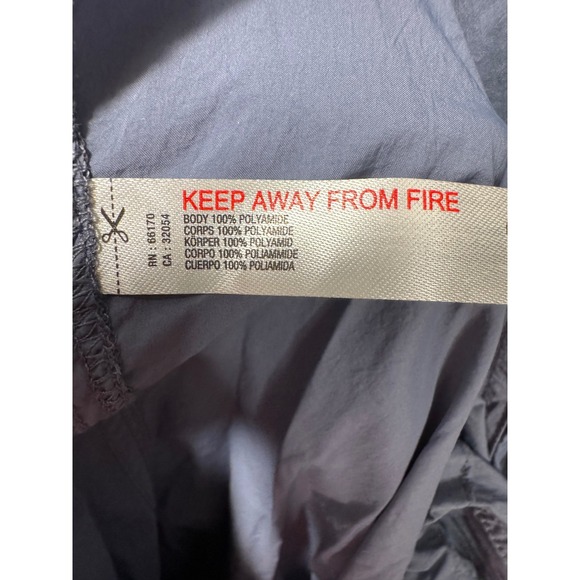 KEEP AWAY FROM FIRE
BODY 100% POLYAMIDE
CORPS 100% POLYAMIDE
KÖRPER 100% POLYAMID
CORPO 100% POLIAMMIDE
CUERPO 100% POLIAMIDA
RN : 66170
CA : 32054